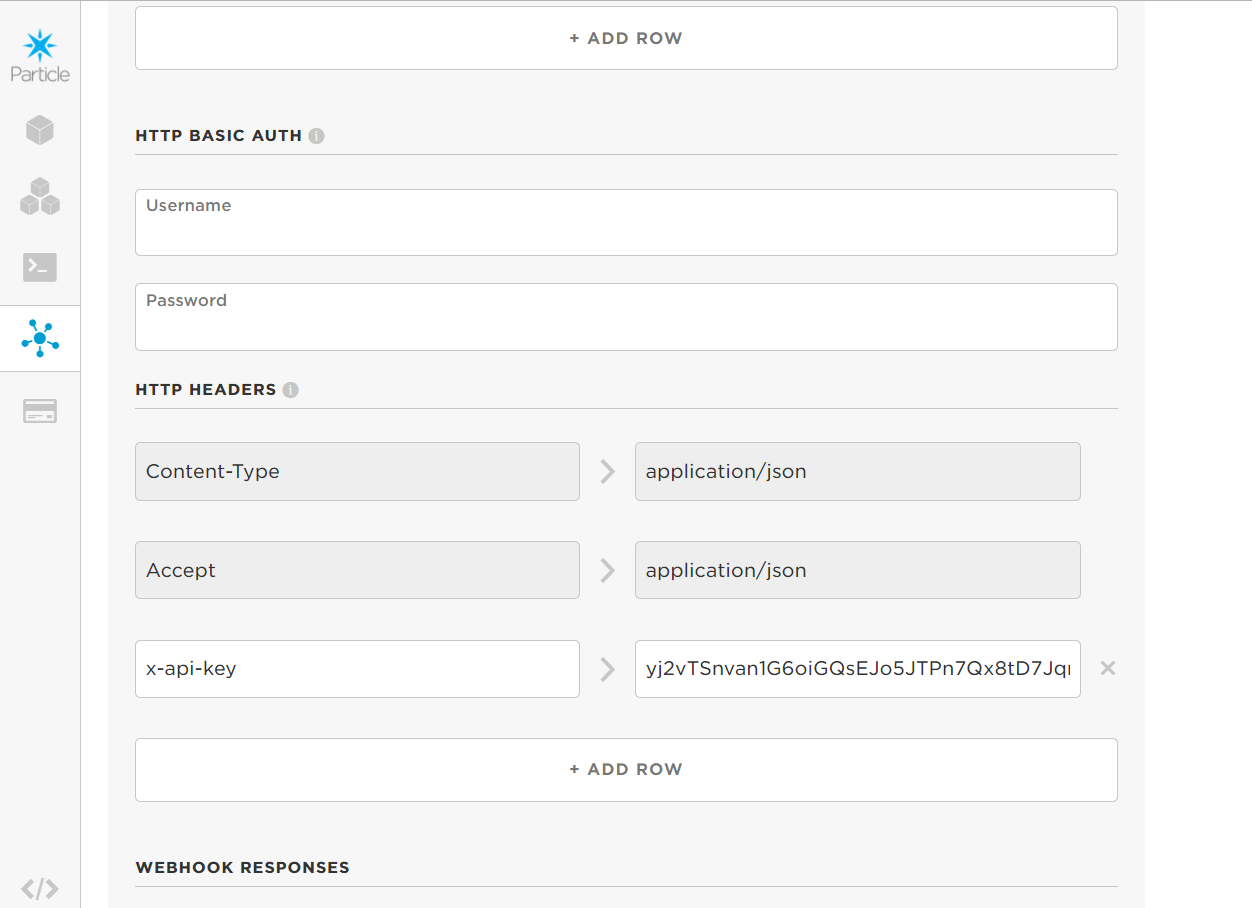 Particle
+ ADD ROW
HTTP BASIC AUTH
Username
Password
HTTP HEADERS
Content-Type
application/json
Accept
application/json
x-api-key
yj2vTSnvan1G6oiGQsEJo5JTPn7Qx8tD7Jq
+ ADD ROW
WEBHOOK RESPONSES